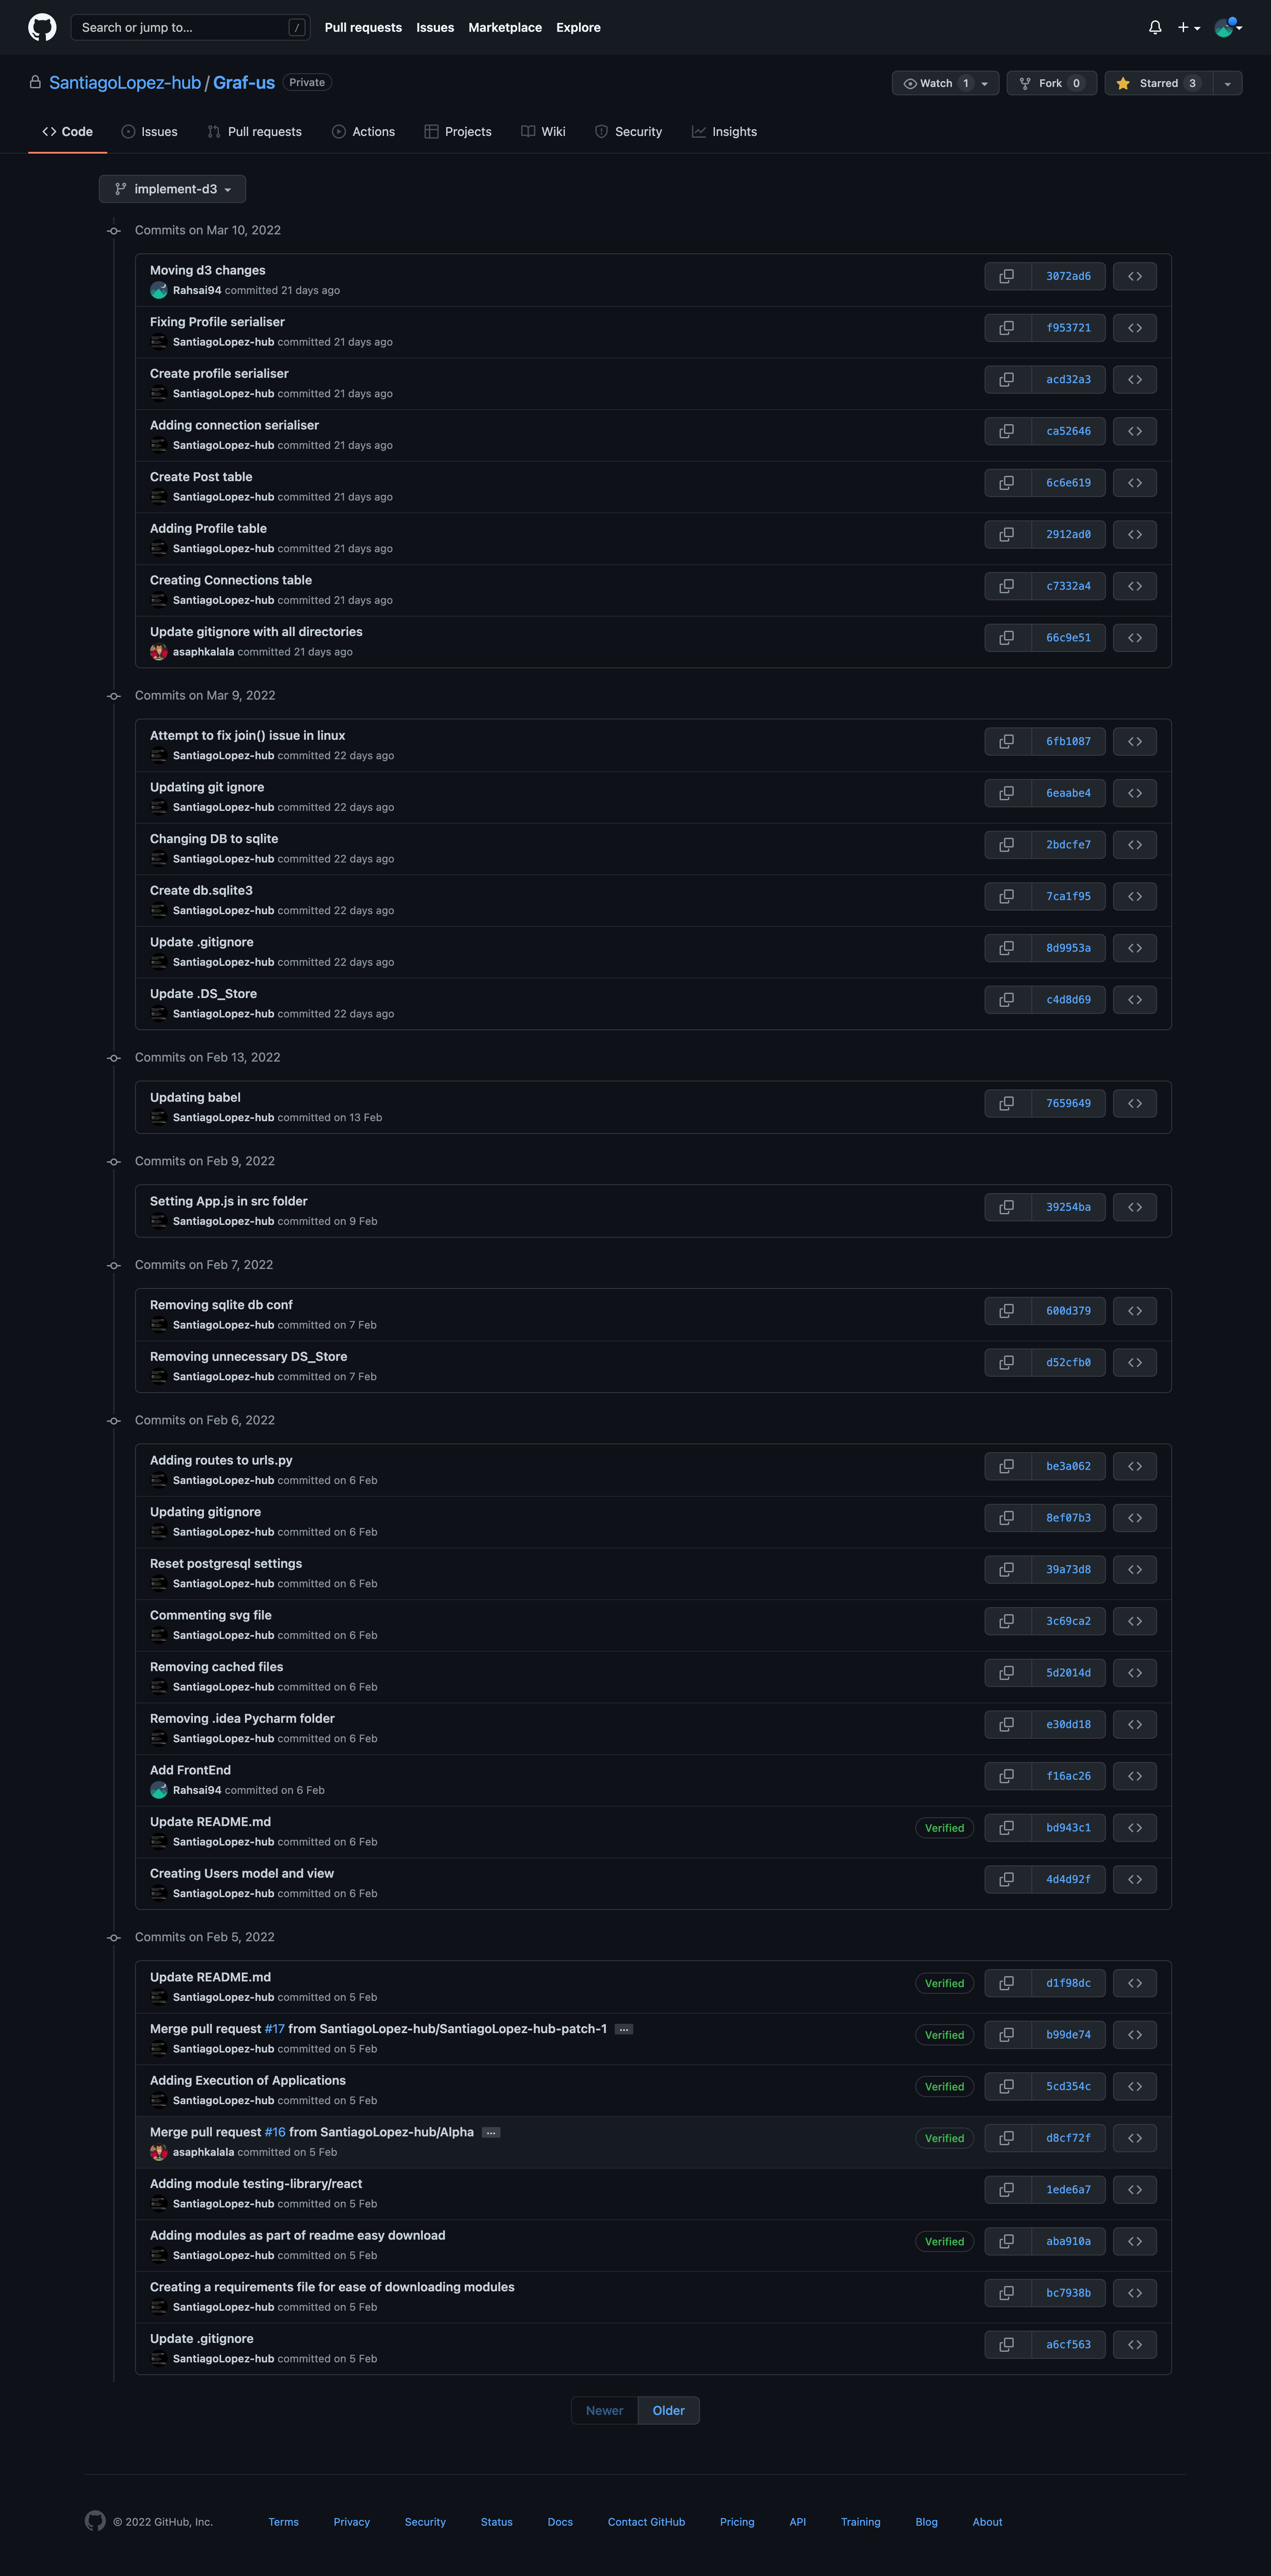 Search or jump to... / Pull requests Issues Marketplace Explore
SantiagoLopez-hub / Graf-us Private Watch 1 Fork 0 Starred 3
Code Issues Pull requests Actions Projects Wiki Security Insights
implement-d3
Commits on Mar 10, 2022
Moving d3 changes
3072ad6
Rahsai94 committed 21 days ago
Fixing Profile serialiser
f953721
SantiagoLopez-hub committed 21 days ago
Create profile serialiser
acd32a3
SantiagoLopez-hub committed 21 days ago
Adding connection serialiser
ca52646
SantiagoLopez-hub committed 21 days ago
Create Post table
6c6e619
SantiagoLopez-hub committed 21 days ago
Adding Profile table
2912ad0
SantiagoLopez-hub committed 21 days ago
Creating Connections table
c7332a4
SantiagoLopez-hub committed 21 days ago
Update gitignore with all directories
66c9e51
asaphkalala committed 21 days ago
Commits on Mar 9, 2022
Attempt to fix join() issue in linux
6fb1087
SantiagoLopez-hub committed 22 days ago
Updating git ignore
6eaabe4
SantiagoLopez-hub committed 22 days ago
Changing DB to sqlite
2bdcfe7
SantiagoLopez-hub committed 22 days ago
Create db.sqlite3
7ca1f95
SantiagoLopez-hub committed 22 days ago
Update .gitignore
8d9953a
SantiagoLopez-hub committed 22 days ago
Update .DS_Store
c4d8d69
SantiagoLopez-hub committed 22 days ago
Commits on Feb 13, 2022
Updating babel
7659649
SantiagoLopez-hub committed on 13 Feb
Commits on Feb 9, 2022
Setting App.js in src folder
39254ba
SantiagoLopez-hub committed on 9 Feb
Commits on Feb 7, 2022
Removing sqlite db conf
600d379
SantiagoLopez-hub committed on 7 Feb
Removing unnecessary DS_Store
d52cfb0
SantiagoLopez-hub committed on 7 Feb
Commits on Feb 6, 2022
Adding routes to urls.py
be3a062
SantiagoLopez-hub committed on 6 Feb
Updating gitignore
8ef07b3
SantiagoLopez-hub committed on 6 Feb
Reset postgresql settings
39a73d8
SantiagoLopez-hub committed on 6 Feb
Commenting svg file
3c69ca2
SantiagoLopez-hub committed on 6 Feb
Removing cached files
5d2014d
SantiagoLopez-hub committed on 6 Feb
Removing .idea Pycharm folder
e30dd18
SantiagoLopez-hub committed on 6 Feb
Add FrontEnd
f16ac26
Rahsai94 committed on 6 Feb
Update README.md
Verified bd943c1
SantiagoLopez-hub committed on 6 Feb
Creating Users model and view
4d4d92f
SantiagoLopez-hub committed on 6 Feb
Commits on Feb 5, 2022
Update README.md
Verified d1f98dc
SantiagoLopez-hub committed on 5 Feb
Merge pull request #17 from SantiagoLopez-hub/SantiagoLopez-hub-patch-1 ...
Verified b99de74
SantiagoLopez-hub committed on 5 Feb
Adding Execution of Applications
Verified 5cd354c
SantiagoLopez-hub committed on 5 Feb
Merge pull request #16 from SantiagoLopez-hub/Alpha ...
Verified d8cf72f
asaphkalala committed on 5 Feb
Adding module testing-library/react
1ede6a7
SantiagoLopez-hub committed on 5 Feb
Adding modules as part of readme easy download
Verified aba910a
SantiagoLopez-hub committed on 5 Feb
Creating a requirements file for ease of downloading modules
bc7938b
SantiagoLopez-hub committed on 5 Feb
Update .gitignore
a6cf563
SantiagoLopez-hub committed on 5 Feb
Newer Older
© 2022 GitHub, Inc. Terms Privacy Security Status Docs Contact GitHub Pricing API Training Blog About